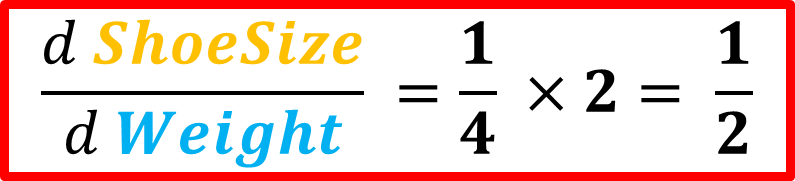 d ShoeSize / d Weight = 1/4 × 2 = 1/2